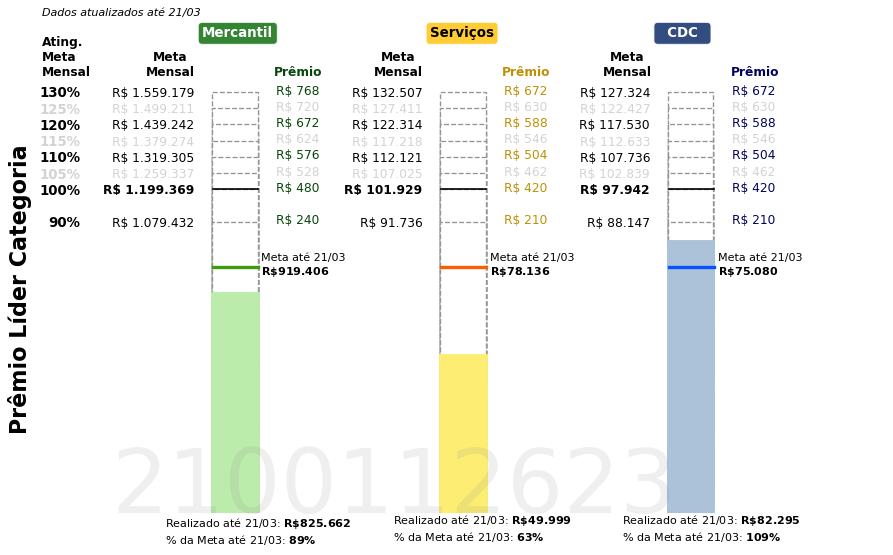 Dados atualizados até 21/03
Mercantil Serviços CDC
Ating. Meta Mensal Meta Mensal Prêmio Meta Mensal Prêmio Meta Mensal Prêmio
130% R$ 1.559.179 R$ 768 R$ 132.507 R$ 672 R$ 127.324 R$ 672
125% R$ 1.499.211 R$ 720 R$ 127.411 R$ 630 R$ 122.427 R$ 630
120% R$ 1.439.242 R$ 672 R$ 122.314 R$ 588 R$ 117.530 R$ 588
115% R$ 1.379.274 R$ 624 R$ 117.218 R$ 546 R$ 112.633 R$ 546
110% R$ 1.319.305 R$ 576 R$ 112.121 R$ 504 R$ 107.736 R$ 504
105% R$ 1.259.337 R$ 528 R$ 107.025 R$ 462 R$ 102.839 R$ 462
100% R$ 1.199.369 R$ 480 R$ 101.929 R$ 420 R$ 97.942 R$ 420
90% R$ 1.079.432 R$ 240 R$ 91.736 R$ 210 R$ 88.147 R$ 210
Meta até 21/03 Meta até 21/03 Meta até 21/03
R$919.406 R$78.136 R$75.080
Prêmio Líder Categoria
2100112623
Realizado até 21/03: R$825.662 Realizado até 21/03: R$49.999 Realizado até 21/03: R$82.295
% da Meta até 21/03: 89% % da Meta até 21/03: 63% % da Meta até 21/03: 109%